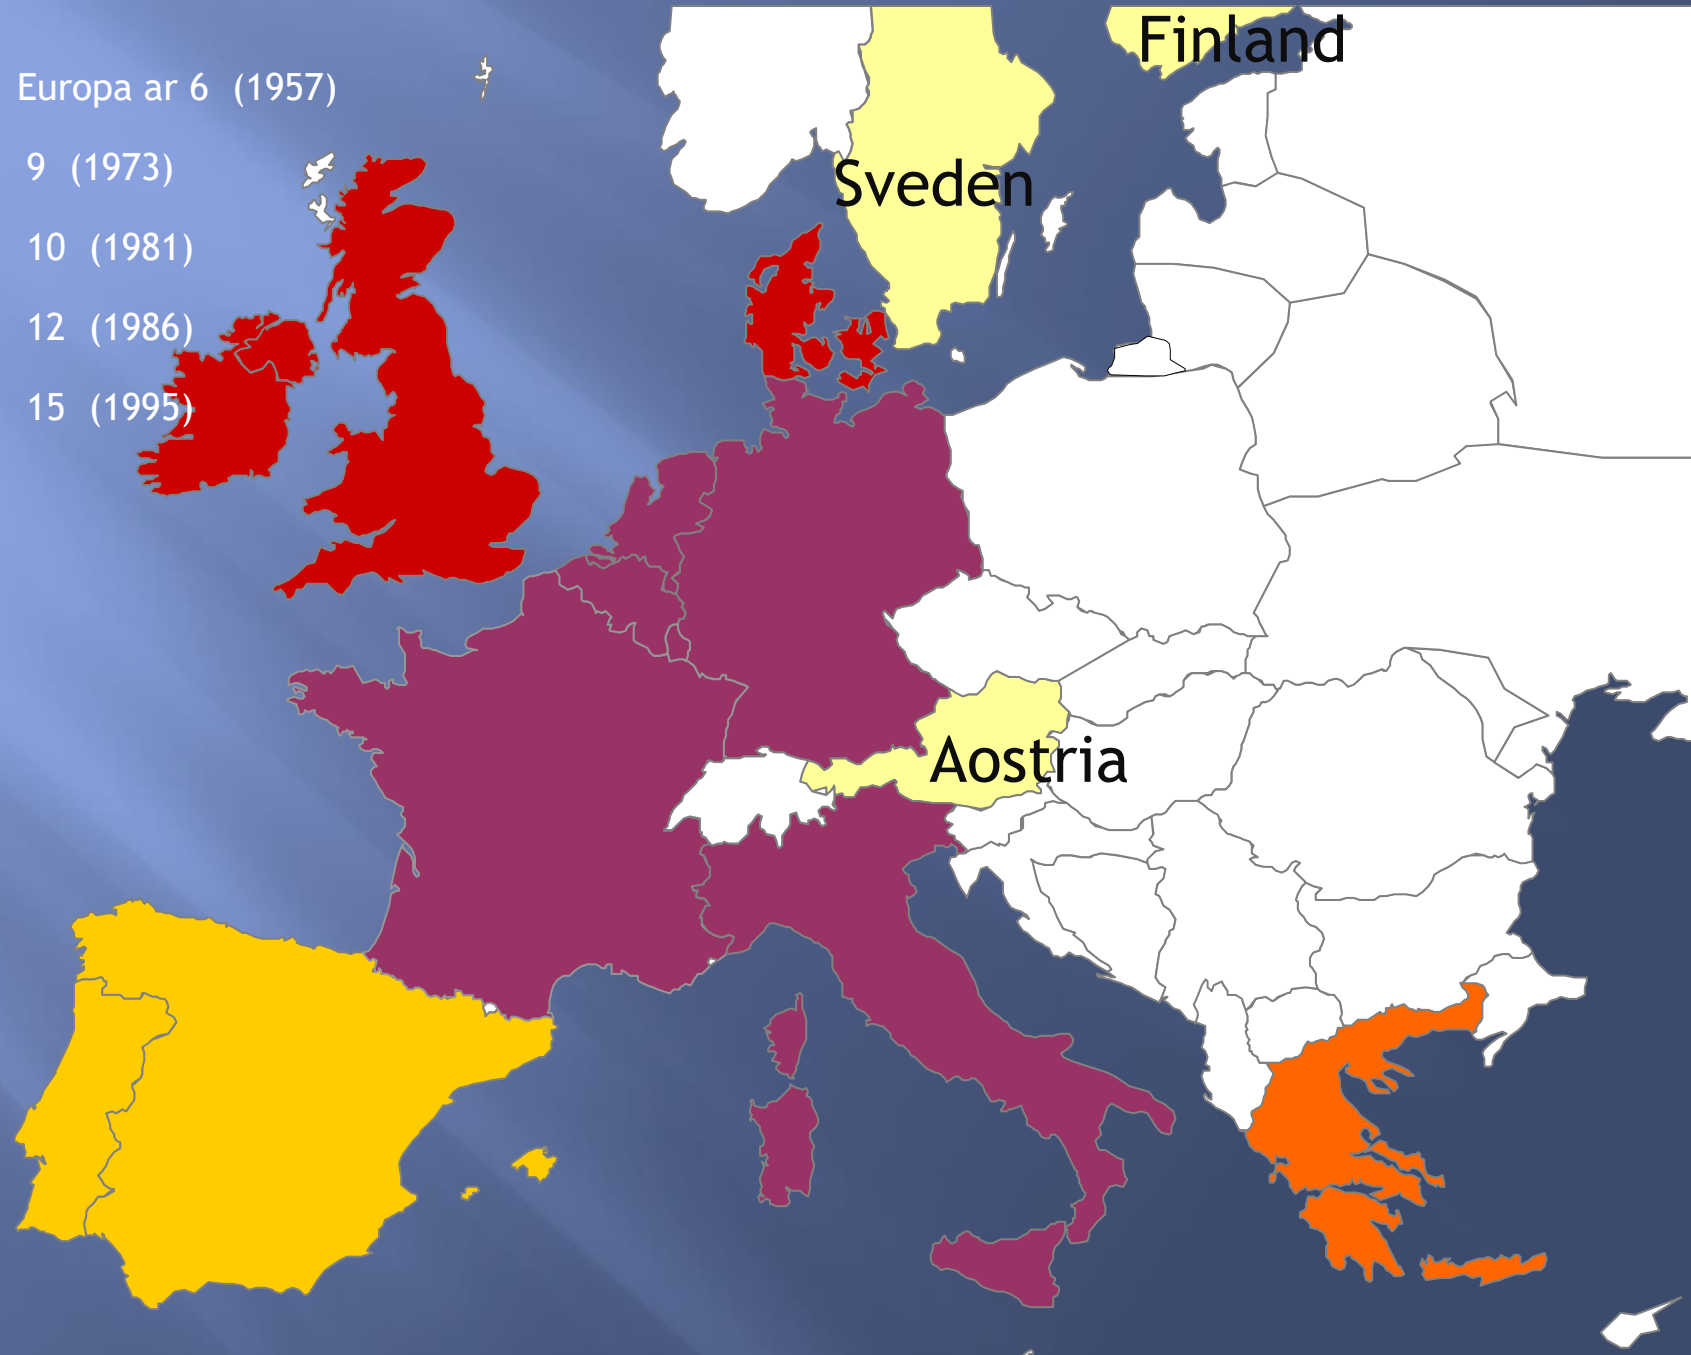 Finland
Europa ar 6 (1957)
9 (1973)
Sveden
10 (1981)
12 (1986)
15 (1995)
Aostria